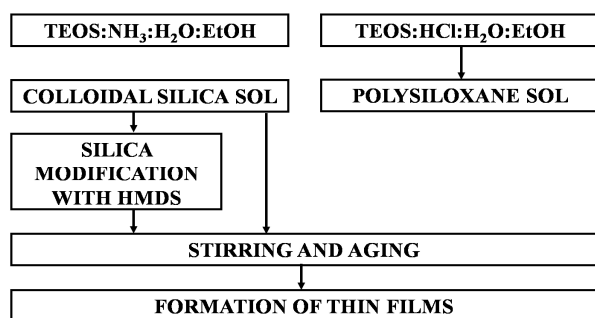 TEOS:NH₃:H₂O:EtOH
TEOS:HCl:H₂O:EtOH
COLLOIDAL SILICA SOL
POLYSILOXANE SOL
SILICA
MODIFICATION
WITH HMDS
STIRRING AND AGING
FORMATION OF THIN FILMS